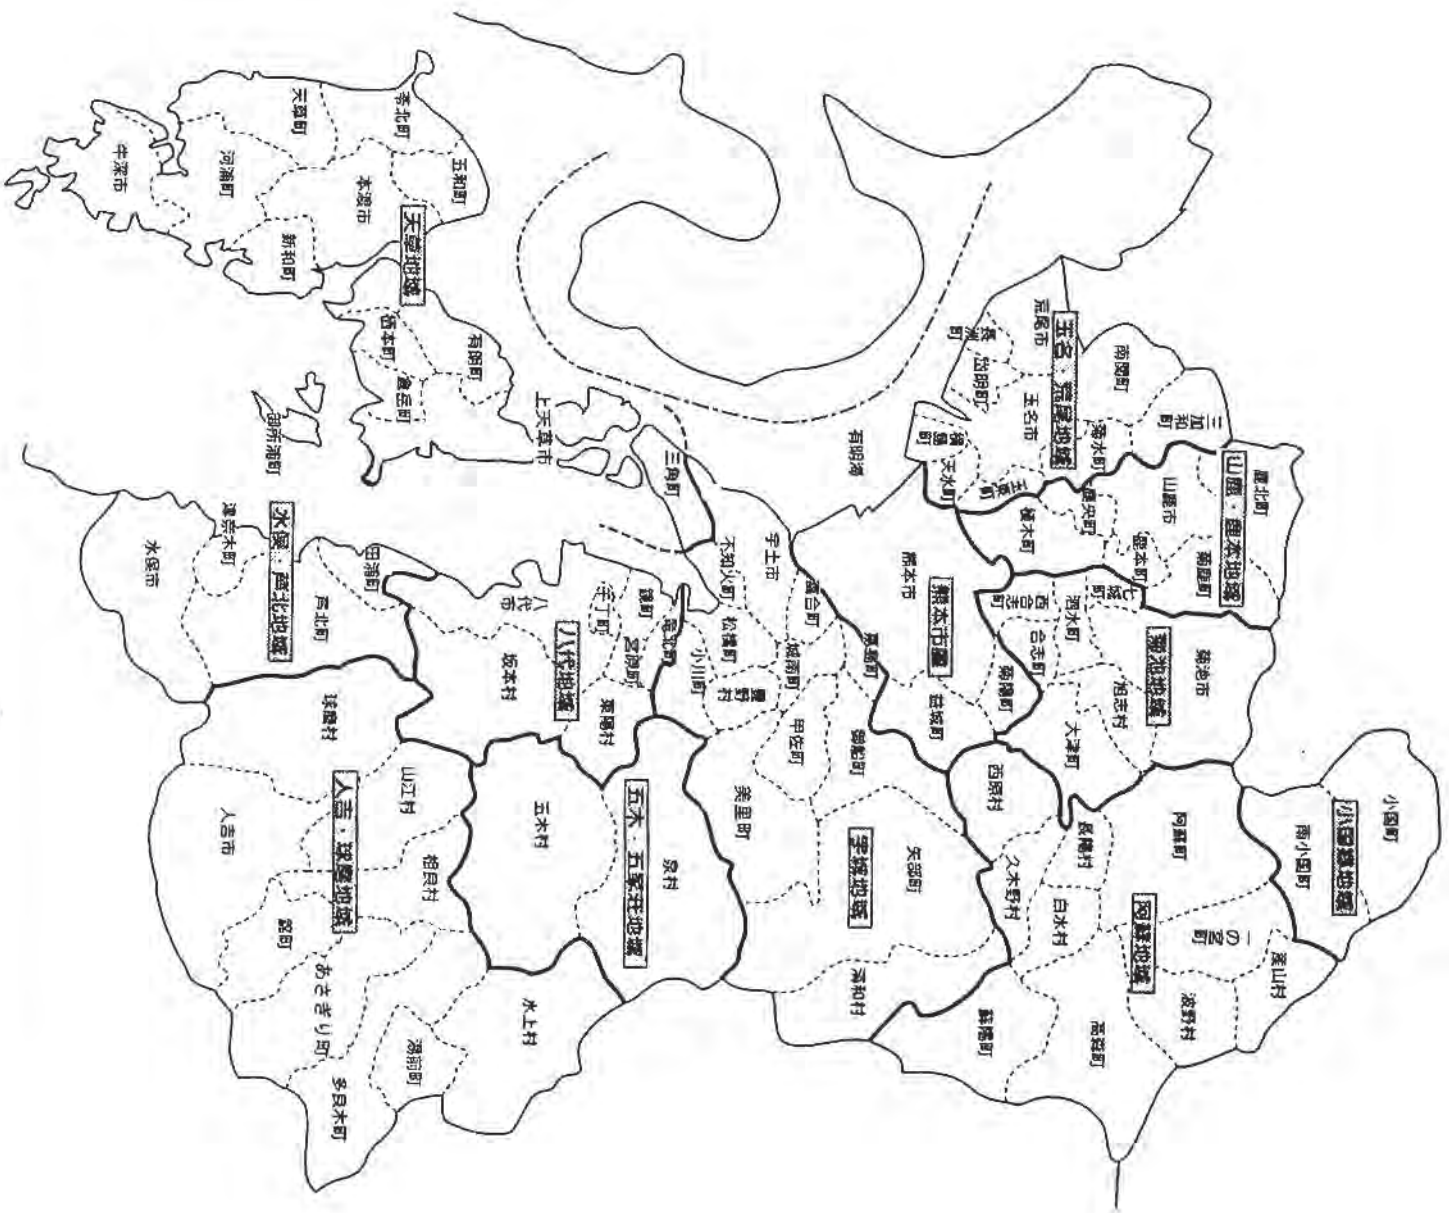 小国町
小国郷地域
南小国町
産山村
一の宮町
波野村
阿蘇地域
阿蘇町
高森町
長陽村
白水村
久木野村
蘇陽町
西原村
鹿北町
山鹿・鹿本地域
山鹿市
菊鹿町
鹿本町
鹿央町
植木町
菊池市
菊池地域
七城町
旭志村
泗水町
西合志町
合志町
大津町
菊陽町
三加和町
南関町
菊水町
玉名・荒尾地域
荒尾市
長洲町
岱明町
玉名市
横島町
天水町
玉東町
有明海
熊本市
熊本市圏
益城町
嘉島町
御船町
矢部町
宇城地域
清和村
甲佐町
美里町
富合町
城南町
宇土市
不知火町
松橋町
豊野村
小川町
三角町
竜北町
鏡町
宮原町
千丁町
東陽村
八代地域
八代市
坂本村
泉村
五木・五家荘地域
五木村
上天草市
有明町
栖本町
倉岳町
天草地域
五和町
苓北町
本渡市
天草町
新和町
河浦町
牛深市
御所浦町
田浦町
水俣・芦北地域
芦北町
津奈木町
水俣市
球磨村
山江村
人吉・球磨地域
相良村
人吉市
錦町
あさぎり町
水上村
湯前町
多良木町